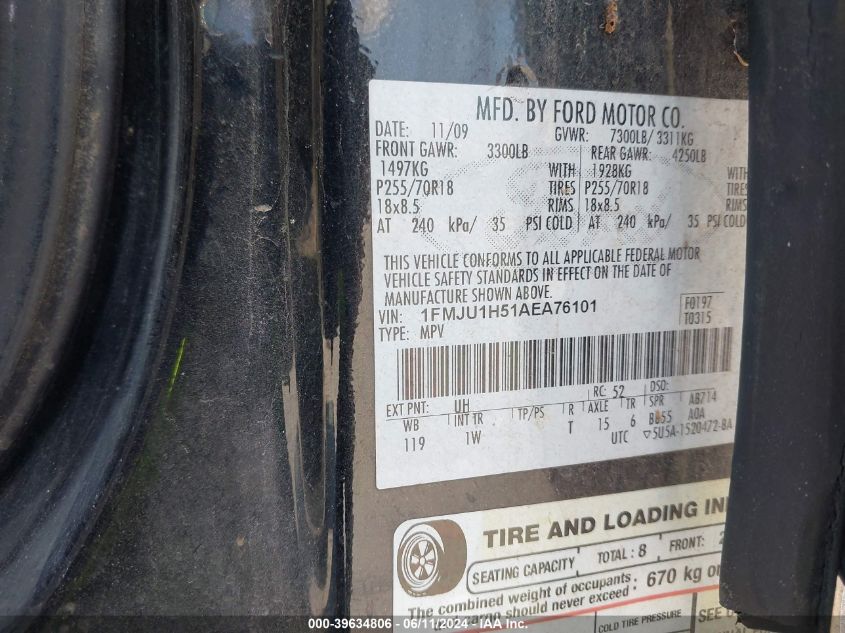 MFD. BY FORD MOTOR CO.
DATE: 11/09 GVWR: 7300LB/ 3311KG
FRONT GAWR: 3300LB REAR GAWR: 4250LB
1497KG WITH 1928KG WITH
P255/70R18 TIRES P255/70R18 TIRES
18x8.5 RIMS 18x8.5 RIMS
AT 240 kPa/ 35 PSI COLD AT 240 kPa/ 35 PSI COLD
THIS VEHICLE CONFORMS TO ALL APPLICABLE FEDERAL MOTOR
VEHICLE SAFETY STANDARDS IN EFFECT ON THE DATE OF
MANUFACTURE SHOWN ABOVE.
VIN: 1FMJU1H51AEA76101 F0197
TYPE: MPV T0315
RC: 52 DSO:
EXT PNT: UH
WB INT TR TP/PS R AXLE TR SPR AB714
119 1W T 15 6 BB55 AOA
UTC ▽5U5A-1520472-BA
TIRE AND LOADING
SEATING CAPACITY TOTAL: 8 FRONT: 2
The combined weight of occupants
should never exceed: 670 kg or
COLD TIRE PRESSURE
000-39634806 - 06/11/2024 - IAA Inc.